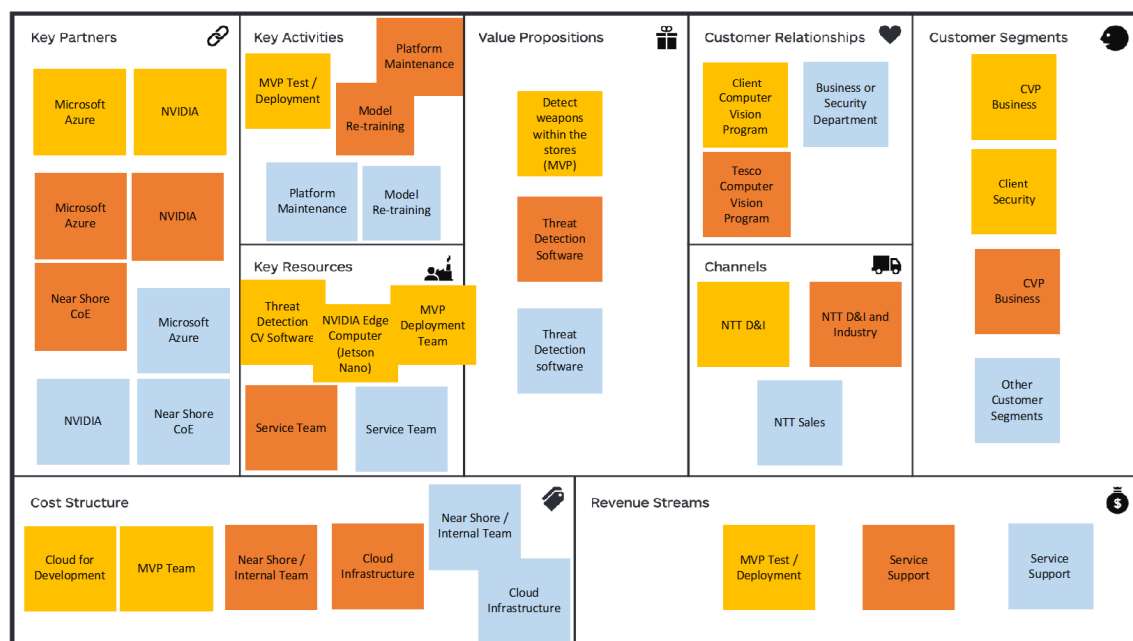 Key Partners
Microsoft
Azure
NVIDIA
Microsoft
Azure
NVIDIA
Near Shore
CoE
Microsoft
Azure
NVIDIA
Near Shore
CoE
Key Activities
MVP Test /
Deployment
Platform
Maintenance
Model
Re-training
Platform
Maintenance
Model
Re-training
Key Resources
Threat
Detection
CV Software
NVIDIA Edge
Computer
(Jetson
Nano)
MVP
Deployment
Team
Service Team
Service Team
Value Propositions
Detect
weapons
within the
stores
(MVP)
Threat
Detection
Software
Threat
Detection
software
Customer Relationships
Client
Computer
Vision
Program
Business or
Security
Department
Tesco
Computer
Vision
Program
Channels
NTT D&I
NTT D&I and
Industry
NTT Sales
Customer Segments
CVP
Business
Client
Security
CVP
Business
Other
Customer
Segments
Cost Structure
Cloud for
Development
MVP Team
Near Shore /
Internal Team
Cloud
Infrastructure
Near Shore /
Internal Team
Cloud
Infrastructure
Revenue Streams
$
MVP Test /
Deployment
Service
Support
Service
Support